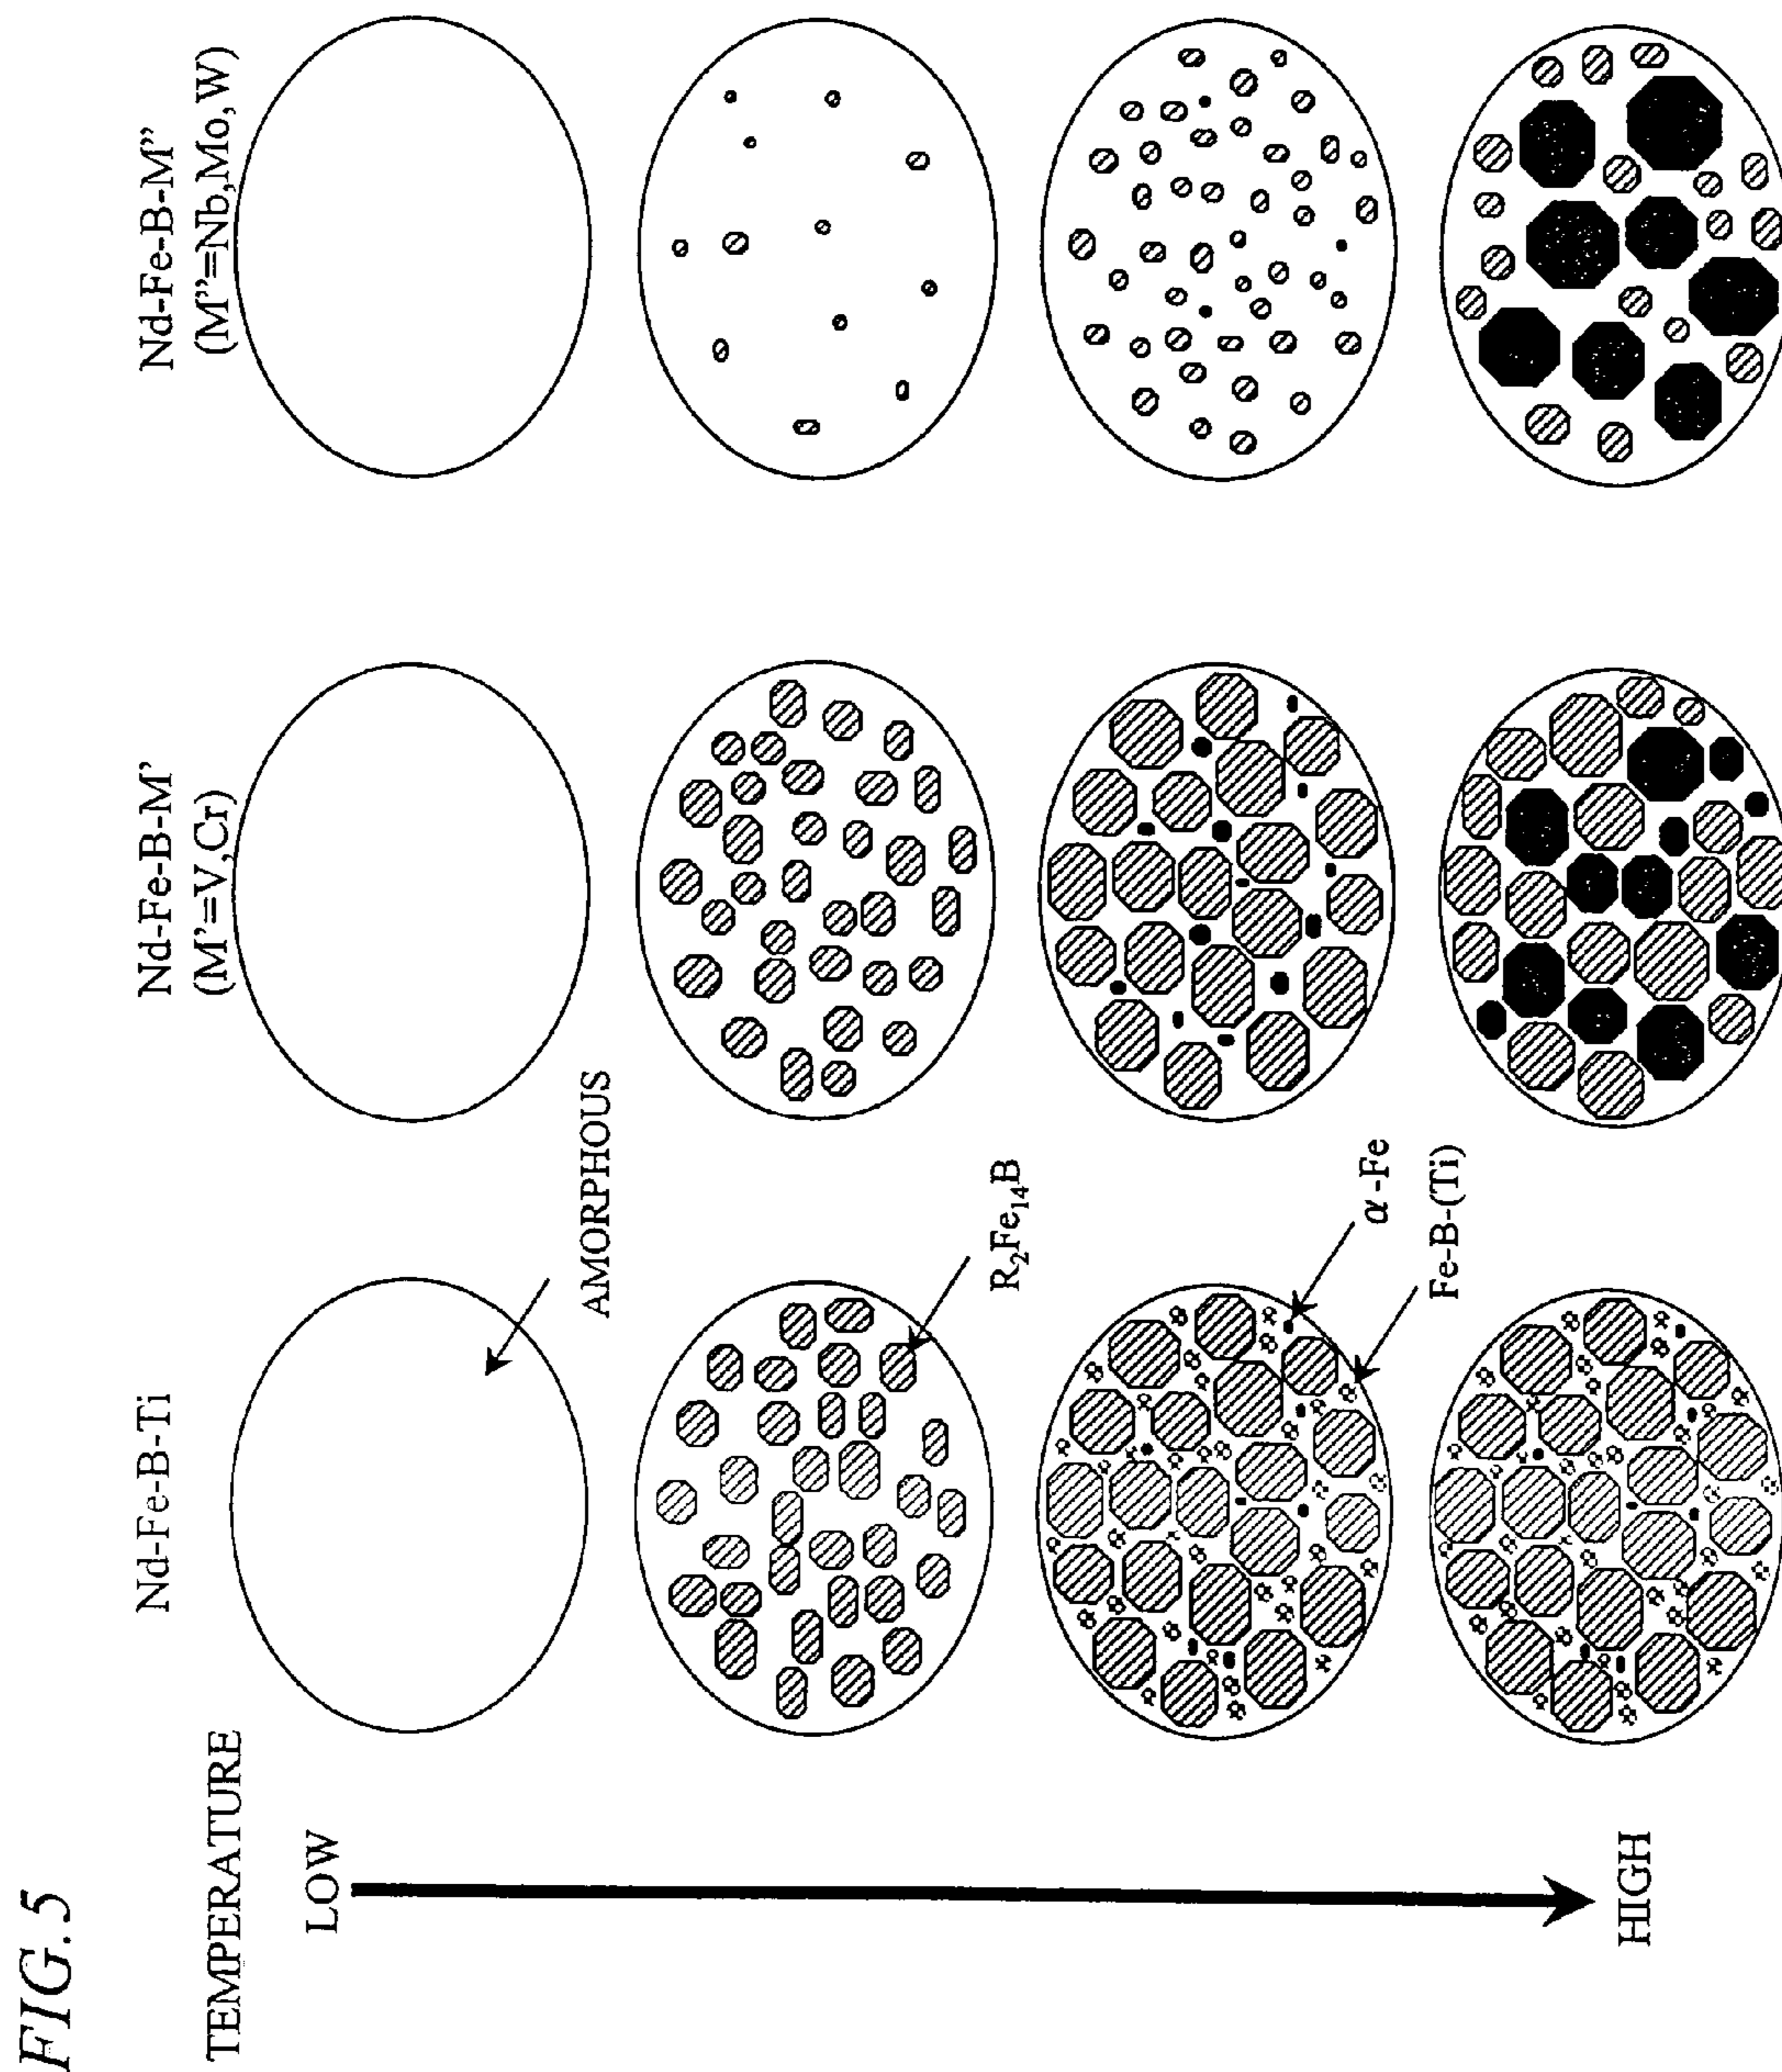 FIG.5
TEMPERATURE
LOW
HIGH
Nd-Fe-B-Ti
AMORPHOUS
R₂Fe₁₄B
α-Fe
Fe-B-(Ti)
Nd-Fe-B-M'
(M'=V,Cr)
Nd-Fe-B-M"
(M"=Nb,Mo,W)